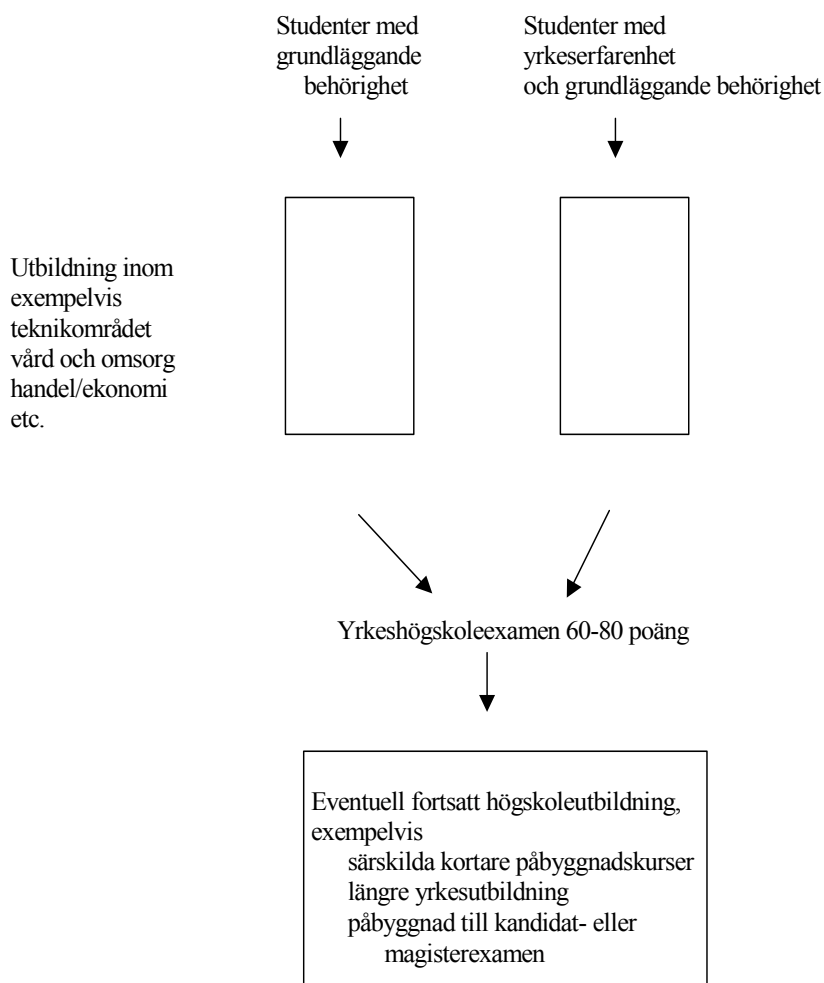 Studenter med
grundläggande
behörighet
Studenter med
yrkeserfarenhet
och grundläggande behörighet
Utbildning inom
exempelvis
teknikområdet
vård och omsorg
handel/ekonomi
etc.
Yrkeshögskoleexamen 60-80 poäng
Eventuell fortsatt högskoleutbildning,
exempelvis
särskilda kortare påbyggnadskurser
längre yrkesutbildning
påbyggnad till kandidat- eller
magisterexamen